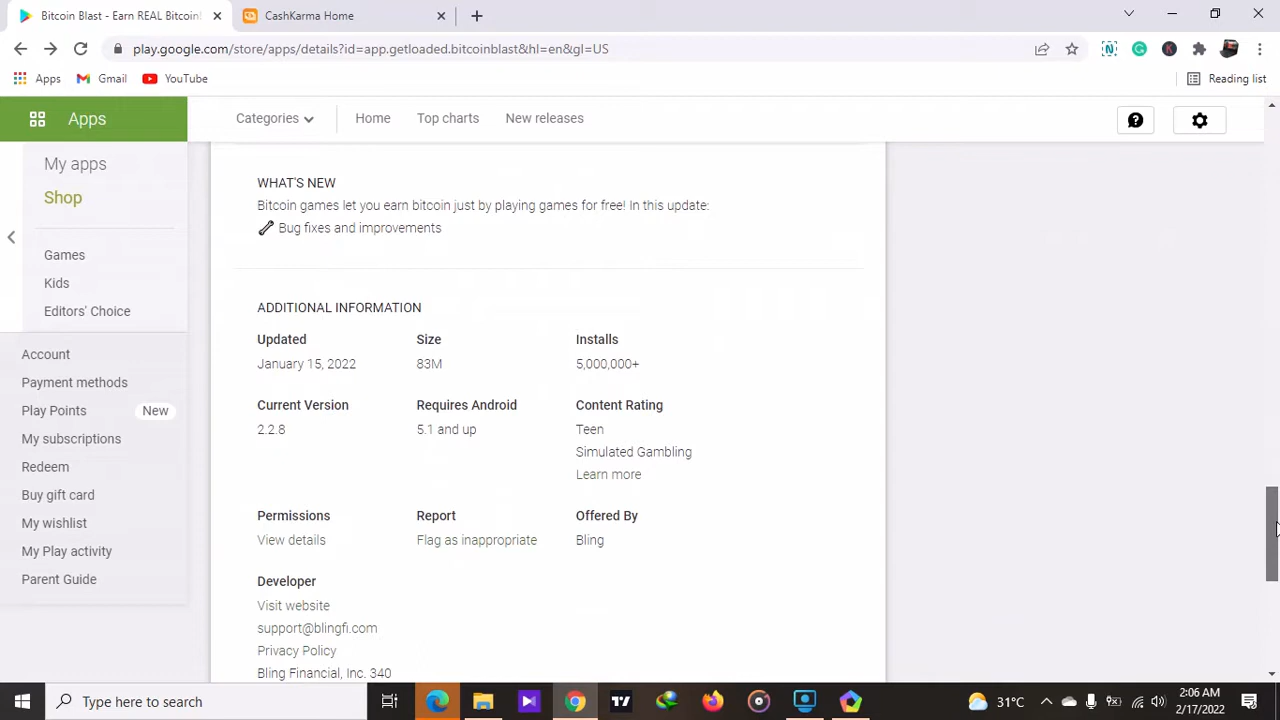 Bitcoin Blast - Earn REAL Bitcoin!
CashKarma Home
play.google.com/store/apps/details?id=app.getloaded.bitcoinblast&hl=en&gl=US
Apps
Gmail
YouTube
Reading list
Apps
Categories
Home
Top charts
New releases
My apps
Shop
Games
Kids
Editors' Choice
Account
Payment methods
Play Points
New
My subscriptions
Redeem
Buy gift card
My wishlist
My Play activity
Parent Guide
WHAT'S NEW
Bitcoin games let you earn bitcoin just by playing games for free! In this update:
Bug fixes and improvements
ADDITIONAL INFORMATION
Updated
January 15, 2022
Size
83M
Installs
5,000,000+
Current Version
2.2.8
Requires Android
5.1 and up
Content Rating
Teen
Simulated Gambling
Learn more
Permissions
View details
Report
Flag as inappropriate
Offered By
Bling
Developer
Visit website
support@blingfi.com
Privacy Policy
Bling Financial, Inc. 340
Type here to search
31°C
2:06 AM
2/17/2022